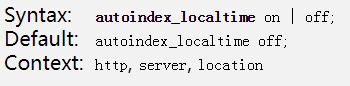 Syntax: autoindex_localtime on | off;
Default: autoindex_localtime off;
Context: http, server, location